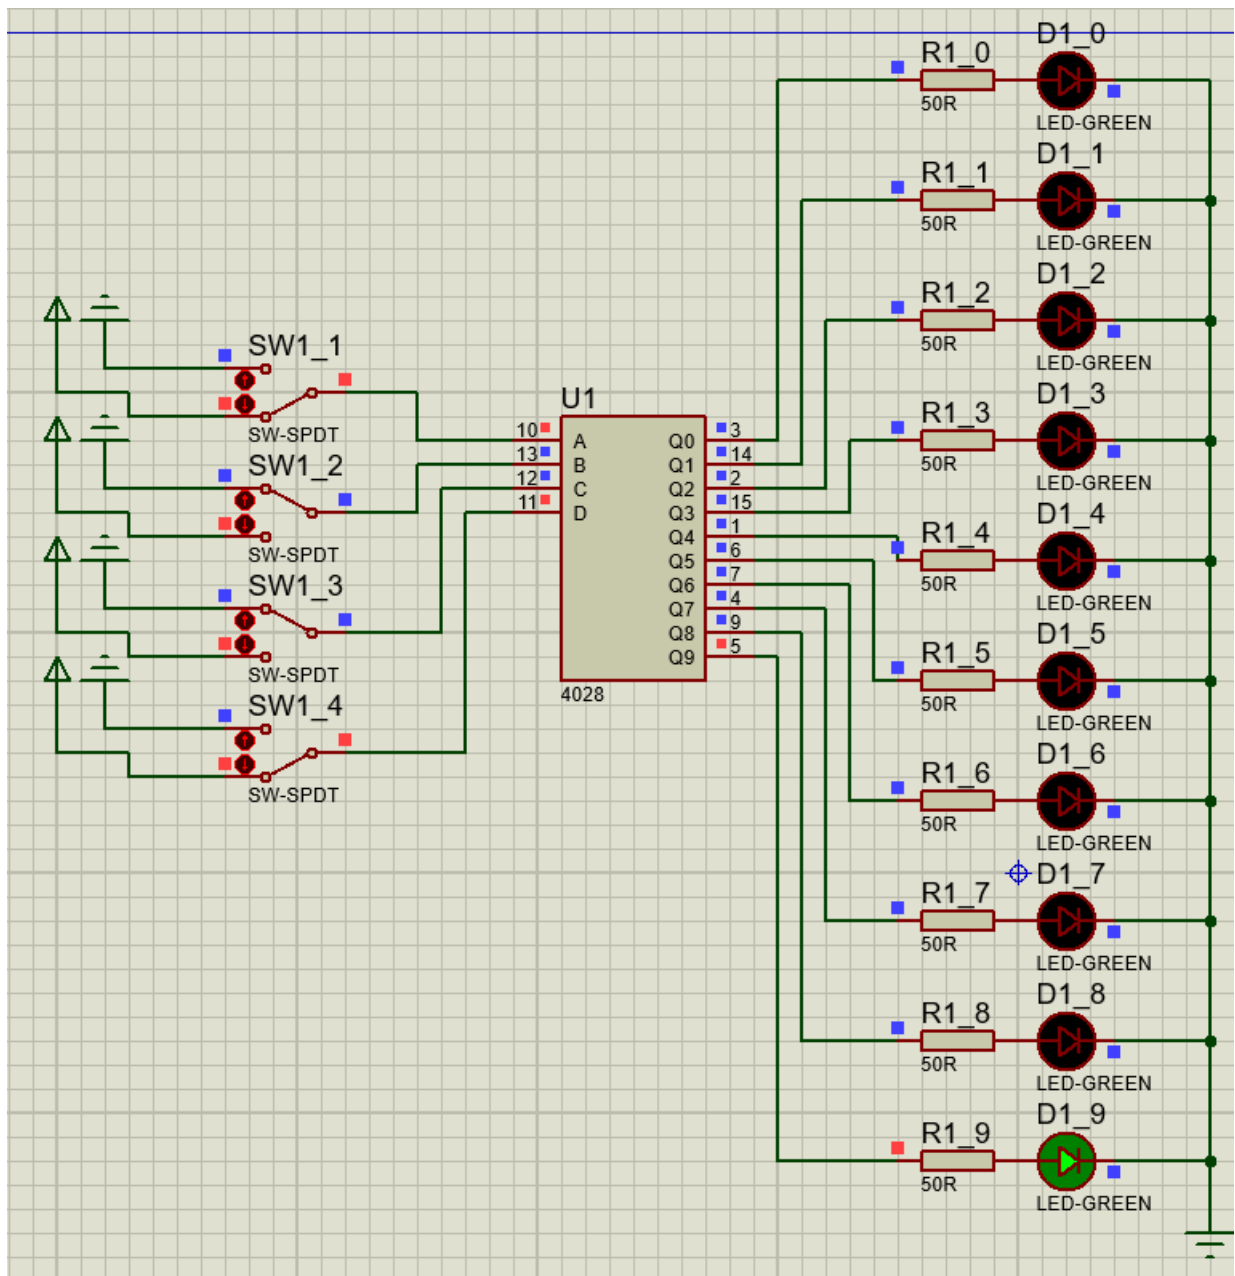 D1_0
R1_0
50R
LED-GREEN
D1_1
R1_1
50R
LED-GREEN
D1_2
R1_2
50R
LED-GREEN
D1_3
R1_3
50R
LED-GREEN
D1_4
R1_4
50R
LED-GREEN
D1_5
R1_5
50R
LED-GREEN
D1_6
R1_6
50R
LED-GREEN
D1_7
R1_7
50R
LED-GREEN
D1_8
R1_8
50R
LED-GREEN
D1_9
R1_9
50R
LED-GREEN
SW1_1
SW-SPDT
SW1_2
SW-SPDT
SW1_3
SW-SPDT
SW1_4
SW-SPDT
U1
10 A Q0 3
13 B Q1 14
12 C Q2 2
11 D Q3 15
Q4 1
Q5 6
Q6 7
Q7 4
Q8 9
Q9 5
4028